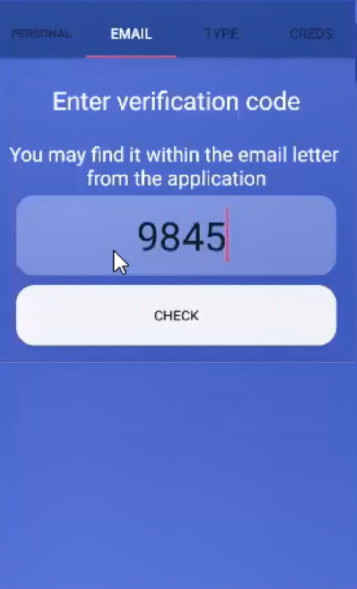 PERSONAL EMAIL TYPE CREDS
Enter verification code
You may find it within the email letter
from the application
9845
CHECK